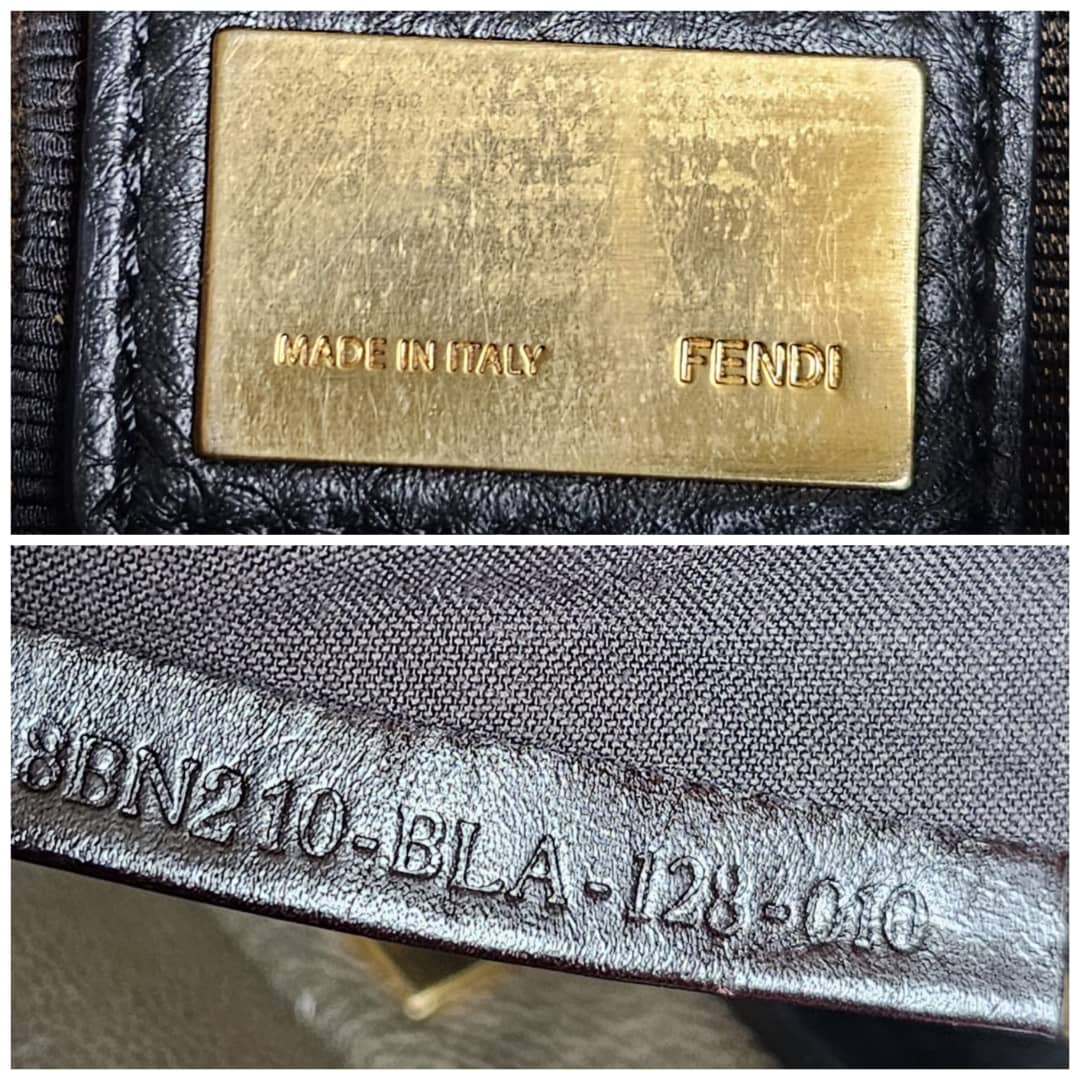 MADE IN ITALY FENDI
8BN210-BLA-128-010